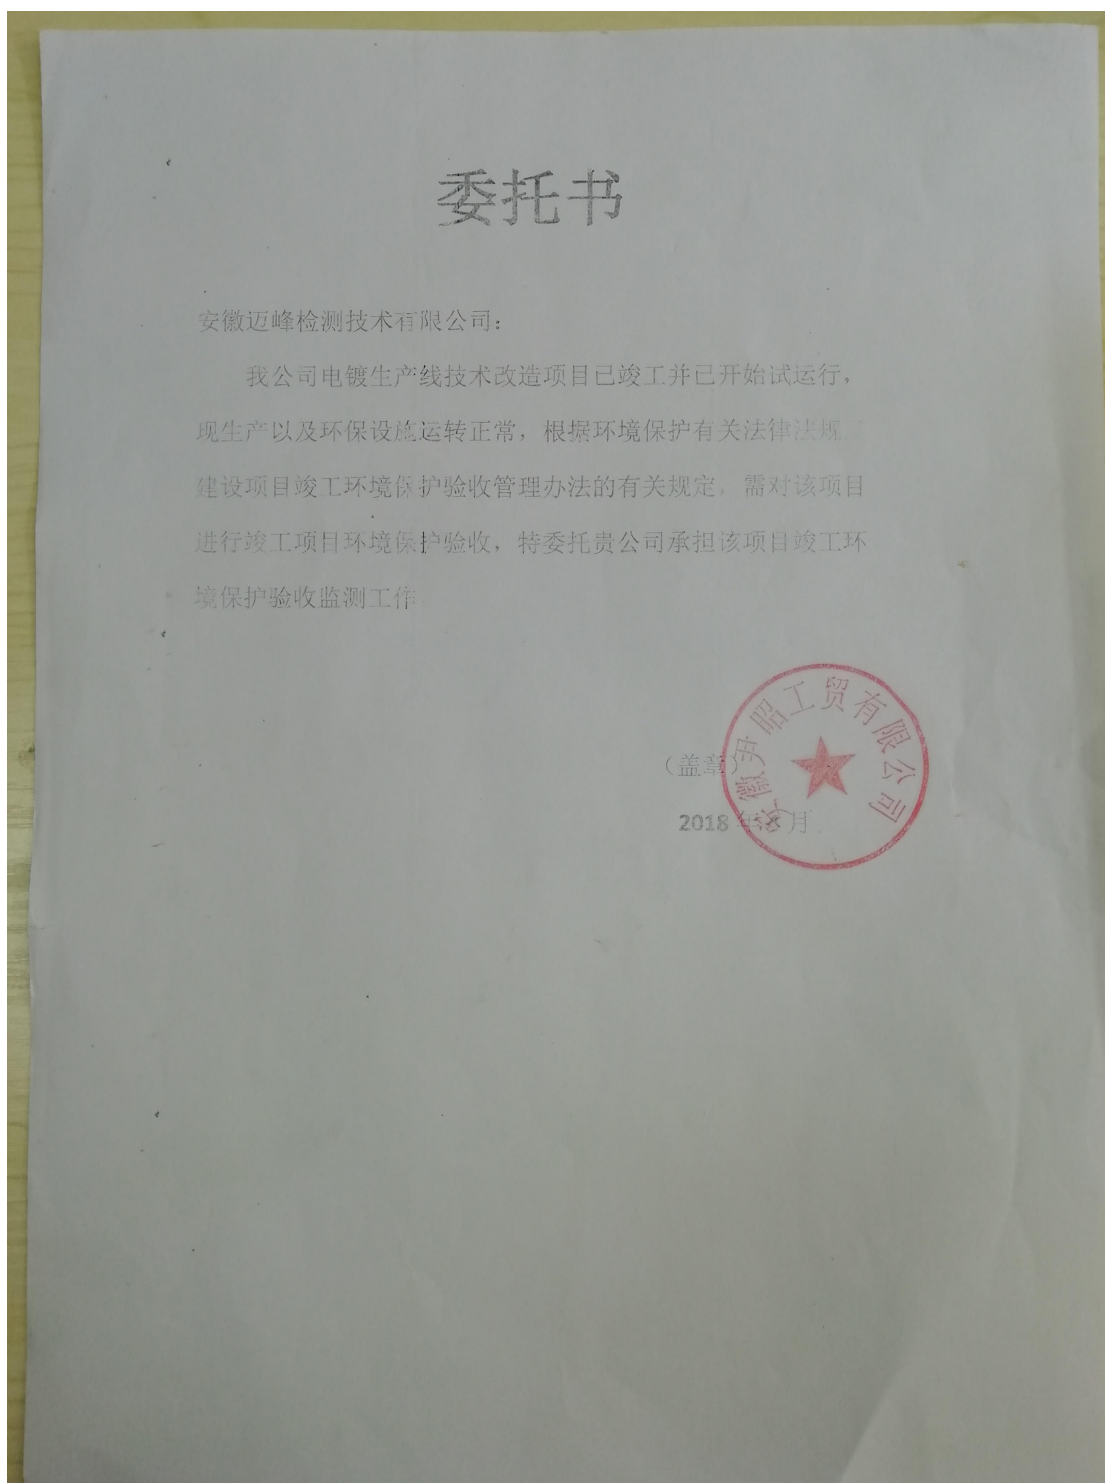 委托书
安徽迈峰检测技术有限公司：
我公司电镀生产线技术改造项目已竣工并已开始试运行，
现生产以及环保设施运转正常，根据环境保护有关法律法规、
建设项目竣工环境保护验收管理办法的有关规定，需对该项目
进行竣工项目环境保护验收，特委托贵公司承担该项目竣工环
境保护验收监测工作
（盖章）
安徽尹昭工贸有限公司
2018 年 月